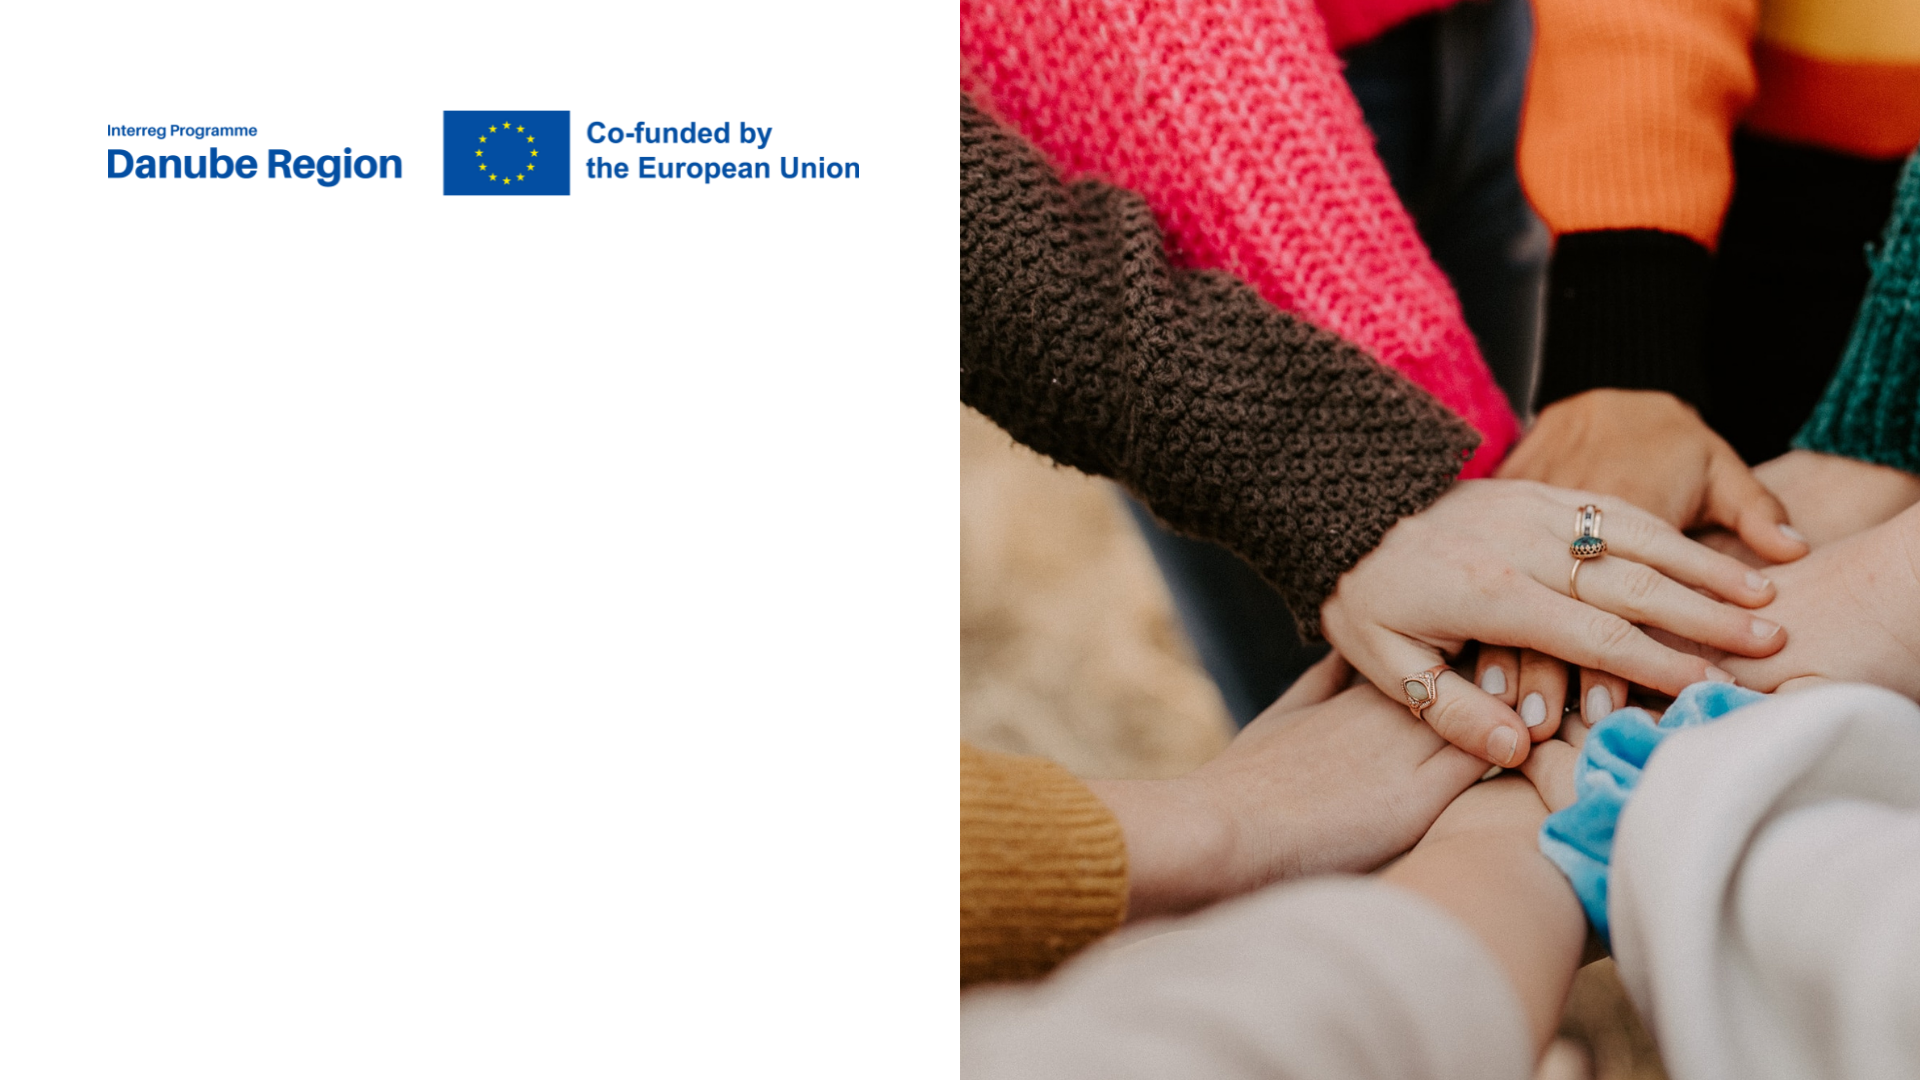 Interreg Programme
Danube Region
Co-funded by
the European Union